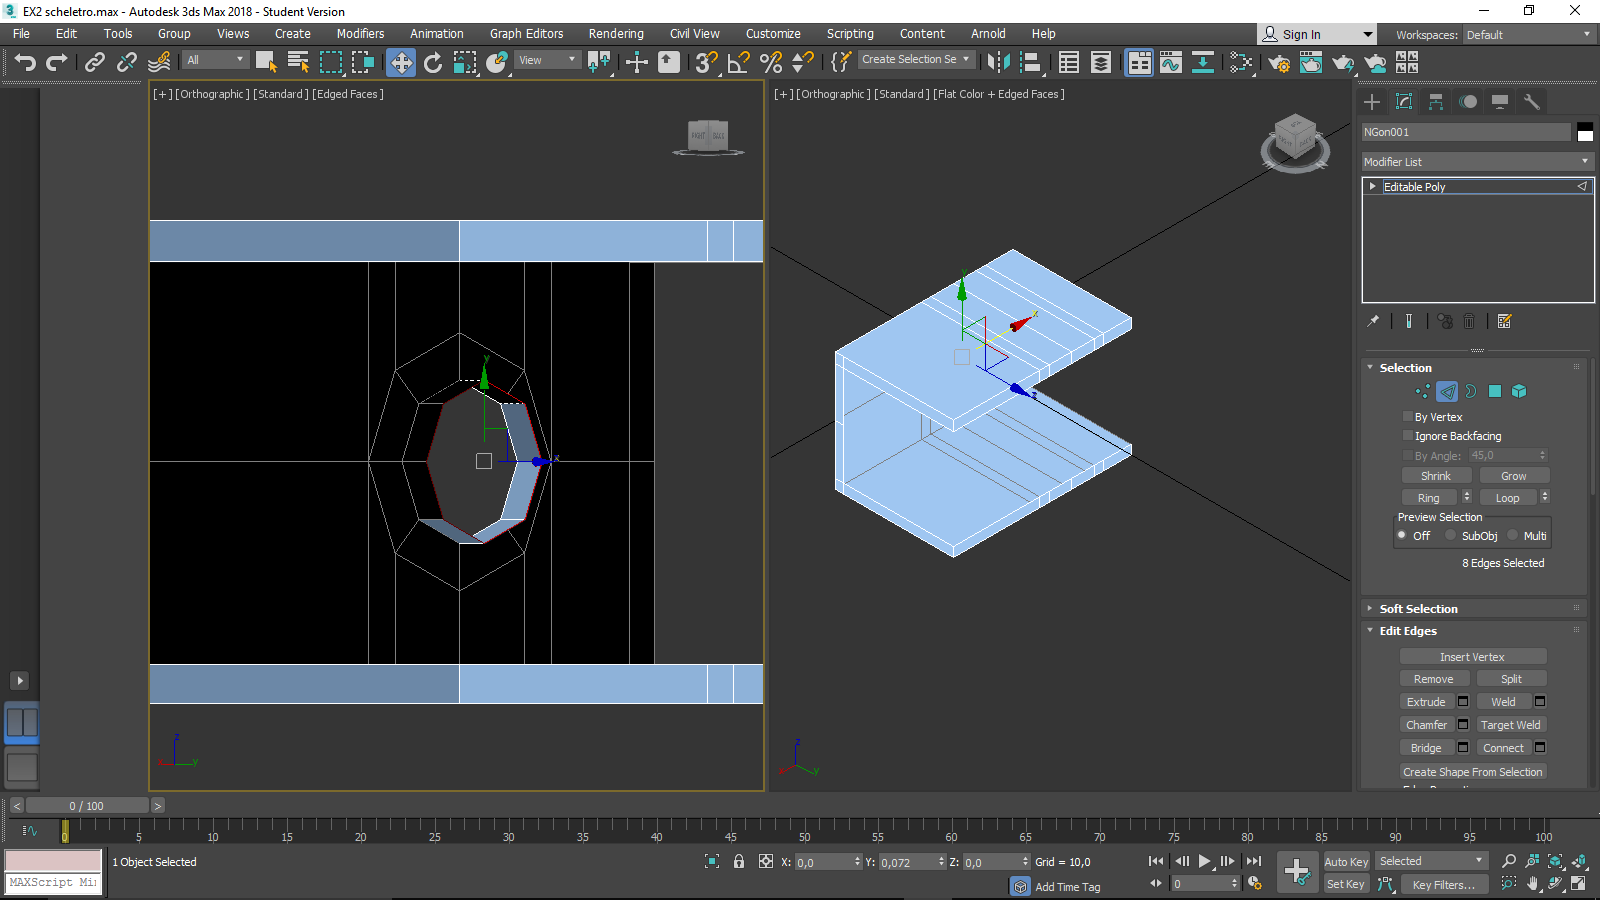 EX2 scheletro.max - Autodesk 3ds Max 2018 - Student Version
File Edit Tools Group Views Create Modifiers Animation Graph Editors Rendering Civil View Customize Scripting Content Arnold Help Sign In Workspaces: Default
All View Create Selection Se
[+] [Orthographic] [Standard] [Edged Faces]
[+] [Orthographic] [Standard] [Flat Color + Edged Faces]
NGon001
Modifier List
Editable Poly
Selection
By Vertex
Ignore Backfacing
By Angle: 45,0
Shrink Grow
Ring Loop
Preview Selection
Off SubObj Multi
8 Edges Selected
Soft Selection
Edit Edges
Insert Vertex
Remove Split
Extrude Weld
Chamfer Target Weld
Bridge Connect
Create Shape From Selection
y
x
y
x
z
z
y
z
y
< 0 / 100 >
0 5 10 15 20 25 30 35 40 45 50 55 60 65 70 75 80 85 90 95 100
1 Object Selected
X: 0,0 Y: 0,072 Z: 0,0 Grid = 10,0
Auto Key Selected
MAXScript Mi
Add Time Tag
0
Set Key Key Filters...